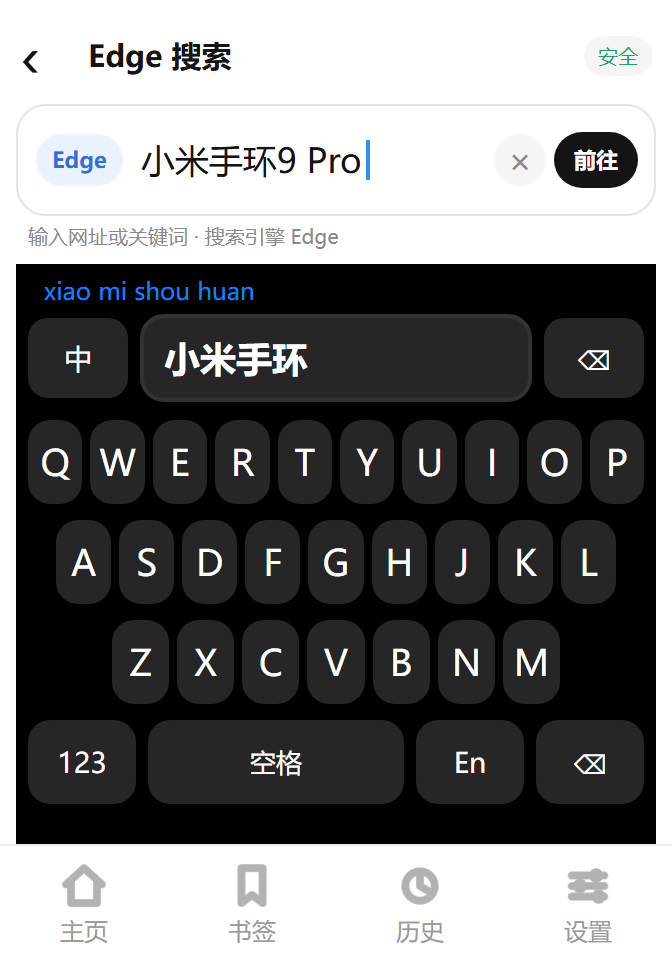 Edge 搜索
安全
Edge 小米手环9 Pro × 前往
输入网址或关键词 · 搜索引擎 Edge
xiao mi shou huan
中 小米手环 ⌫
Q W E R T Y U I O P
A S D F G H J K L
Z X C V B N M
123 空格 En ⌫
主页 书签 历史 设置